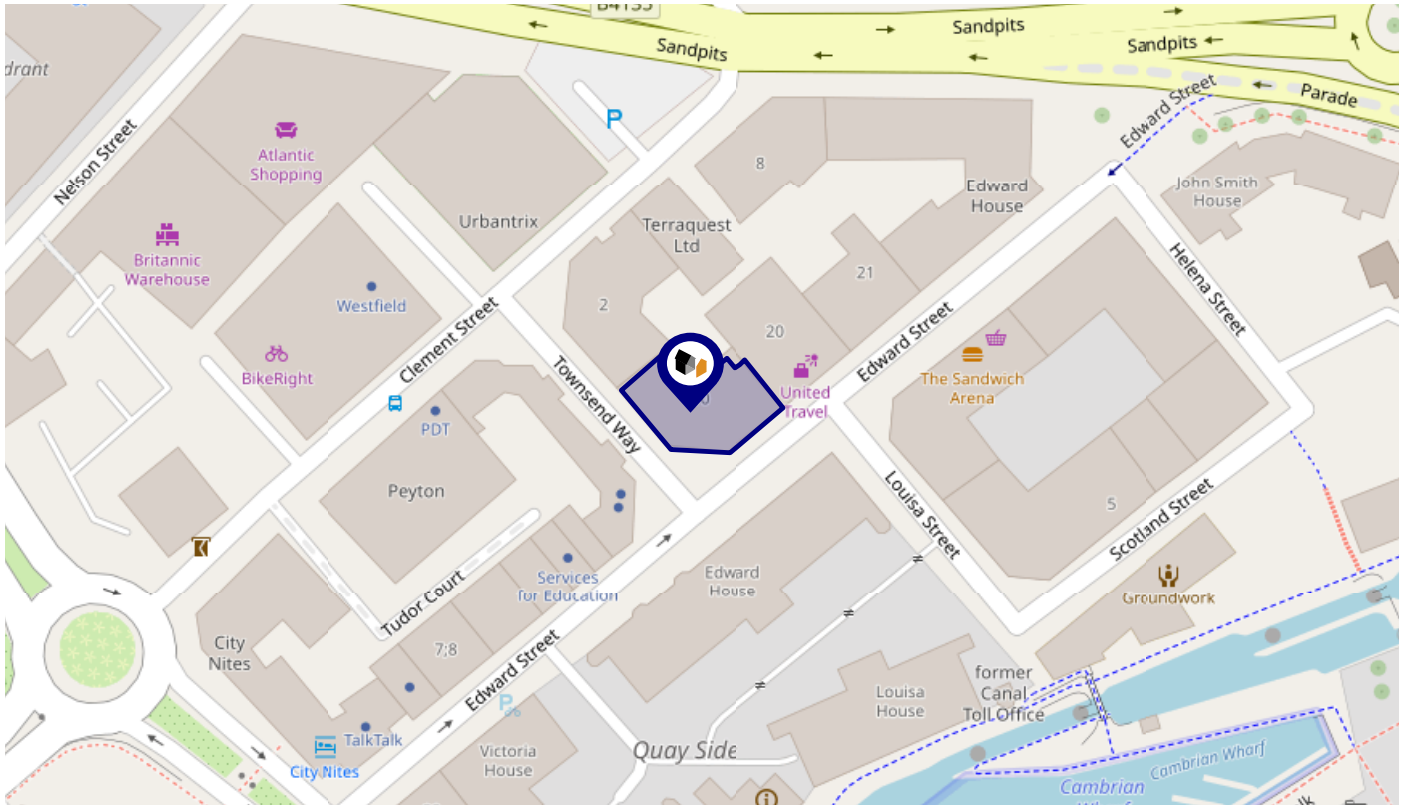 B4135
Sandpits
Sandpits
Sandpits
Parade
Edward Street
Nelson Street
Atlantic
Shopping
Urbantrix
P
8
Edward
House
John Smith
House
Terraquest
Ltd
Britannic
Warehouse
Westfield
2
21
Helena Street
Clement Street
20
Edward Street
BikeRight
Townsend Way
United
Travel
The Sandwich
Arena
PDT
Peyton
Louisa Street
5
Scotland Street
Services
for Education
Edward
House
Groundwork
Tudor Court
City
Nites
7;8
Edward Street
former
Canal
Toll Office
Louisa
House
TalkTalk
City Nites
Victoria
House
Quay Side
Cambrian Wharf
Cambrian